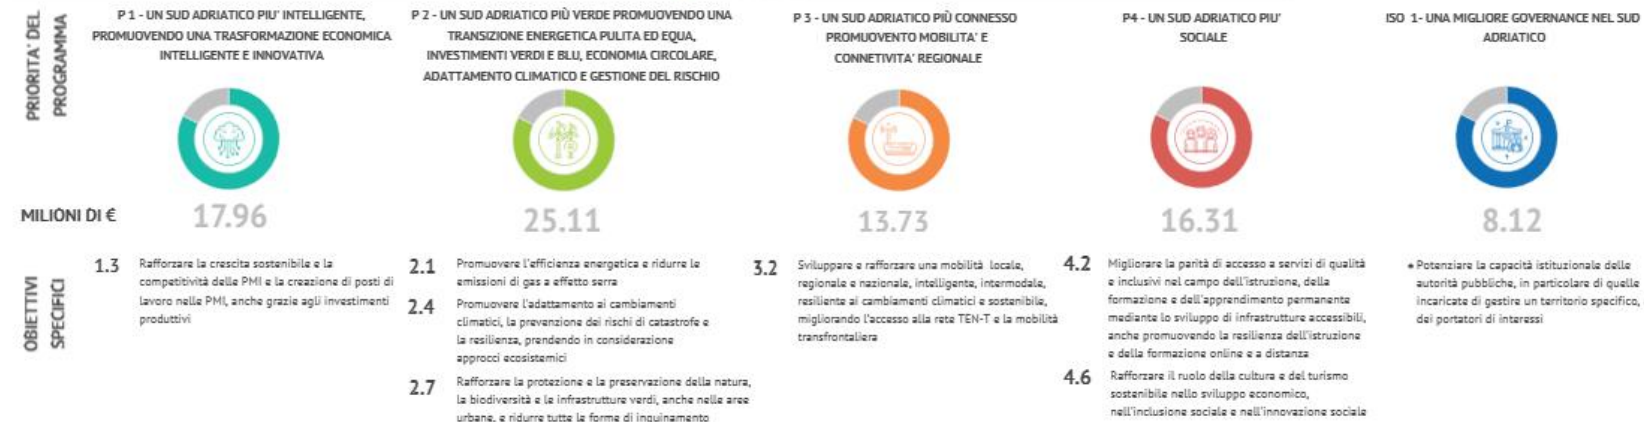 PRIORITA' DEL
PROGRAMMA
P 1 - UN SUD ADRIATICO PIU' INTELLIGENTE,
PROMUOVENDO UNA TRASFORMAZIONE ECONOMICA
INTELLIGENTE E INNOVATIVA
P 2 - UN SUD ADRIATICO PIÙ VERDE PROMUOVENDO UNA
TRANSIZIONE ENERGETICA PULITA ED EQUA,
INVESTIMENTI VERDI E BLU, ECONOMIA CIRCOLARE,
ADATTAMENTO CLIMATICO E GESTIONE DEL RISCHIO
P 3 - UN SUD ADRIATICO PIÙ CONNESSO
PROMUOVENTO MOBILITA' E
CONNETIVITA' REGIONALE
P4 - UN SUD ADRIATICO PIU'
SOCIALE
ISO 1- UNA MIGLIORE GOVERNANCE NEL SUD
ADRIATICO
MILIONI DI €
17.96
25.11
13.73
16.31
8.12
OBIETTIVI
SPECIFICI
1.3 Rafforzare la crescita sostenibile e la
competitività delle PMI e la creazione di posti di
lavoro nelle PMI, anche grazie agli investimenti
produttivi
2.1 Promuovere l'efficienza energetica e ridurre le
emissioni di gas a effetto serra
2.4 Promuovere l'adattamento ai cambiamenti
climatici, la prevenzione dei rischi di catastrofe e
la resilienza, prendendo in considerazione
approcci ecosistemici
2.7 Rafforzare la protezione e la preservazione della natura,
la biodiversità e le infrastrutture verdi, anche nelle aree
urbane, e ridurre tutte le forme di inquinamento
3.2 Sviluppare e rafforzare una mobilità locale,
regionale e nazionale, intelligente, intermodale,
resiliente ai cambiamenti climatici e sostenibile,
migliorando l'accesso alla rete TEN-T e la mobilità
transfrontaliera
4.2 Migliorare la parità di accesso a servizi di qualità
e inclusivi nel campo dell'istruzione, della
formazione e dell'apprendimento permanente
mediante lo sviluppo di infrastrutture accessibili,
anche promuovendo la resilienza dell'istruzione
e della formazione online e a distanza
4.6 Rafforzare il ruolo della cultura e del turismo
sostenibile nello sviluppo economico,
nell'inclusione sociale e nell'innovazione sociale
• Potenziare la capacità istituzionale delle
autorità pubbliche, in particolare di quelle
incaricate di gestire un territorio specifico,
dei portatori di interessi